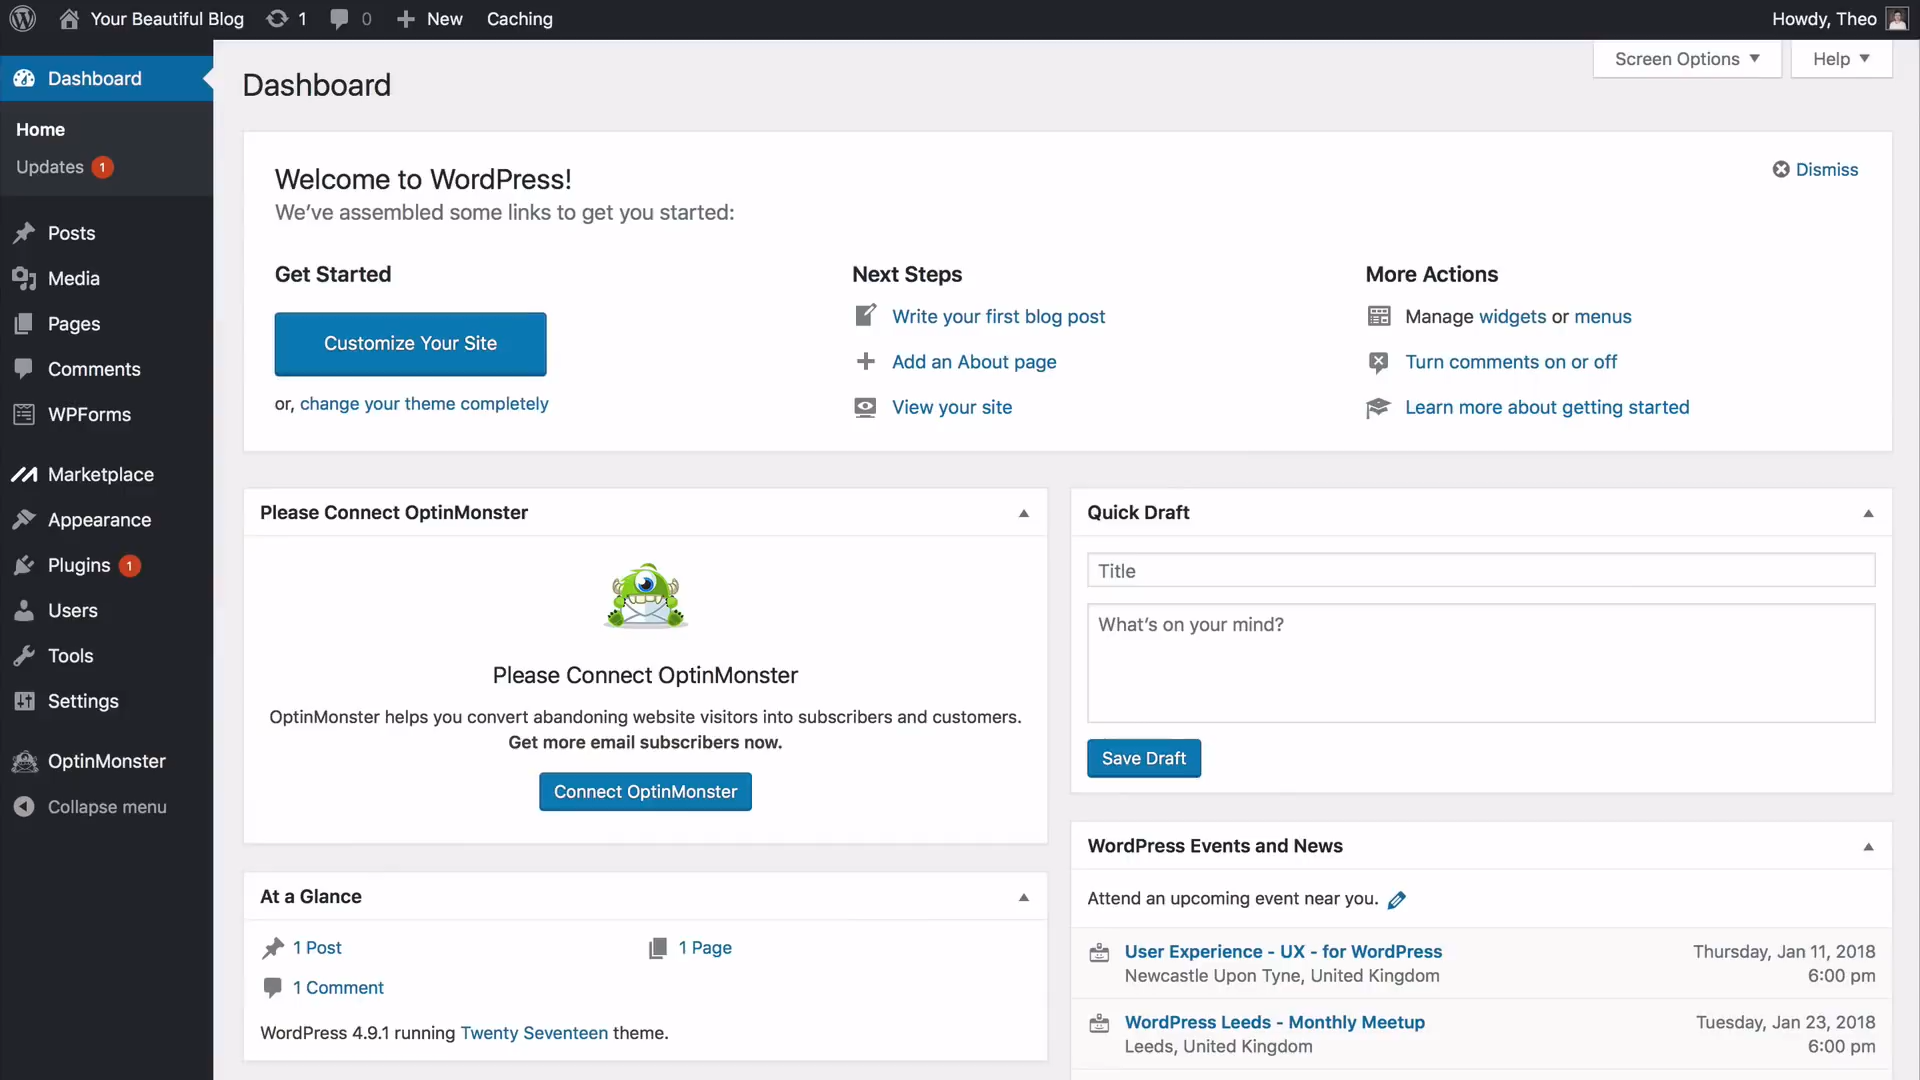 Your Beautiful Blog 1 0 New Caching Howdy, Theo
Dashboard
Home
Updates 1
Posts
Media
Pages
Comments
WPForms
Marketplace
Appearance
Plugins 1
Users
Tools
Settings
OptinMonster
Collapse menu
Screen Options Help
Dashboard
Welcome to WordPress!
Dismiss
We've assembled some links to get you started:
Get Started
Customize Your Site
or, change your theme completely
Next Steps
Write your first blog post
Add an About page
View your site
More Actions
Manage widgets or menus
Turn comments on or off
Learn more about getting started
Please Connect OptinMonster
Please Connect OptinMonster
OptinMonster helps you convert abandoning website visitors into subscribers and customers.
Get more email subscribers now.
Connect OptinMonster
At a Glance
1 Post
1 Page
1 Comment
WordPress 4.9.1 running Twenty Seventeen theme.
Quick Draft
Title
What's on your mind?
Save Draft
WordPress Events and News
Attend an upcoming event near you.
User Experience - UX - for WordPress Thursday, Jan 11, 2018
Newcastle Upon Tyne, United Kingdom 6:00 pm
WordPress Leeds - Monthly Meetup Tuesday, Jan 23, 2018
Leeds, United Kingdom 6:00 pm